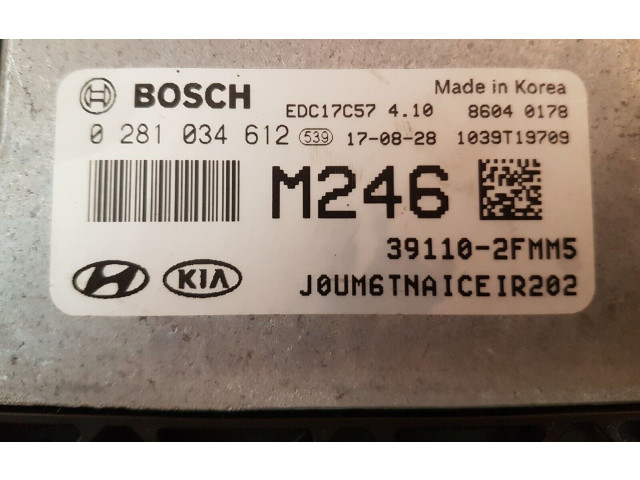 BOSCH
Made in Korea
EDC17C57 4.10 8604 0178
0 281 034 612 539 17-08-28 1039T19709
M246
39110-2FMM5
KIA
J0UM6TNAICEIR202